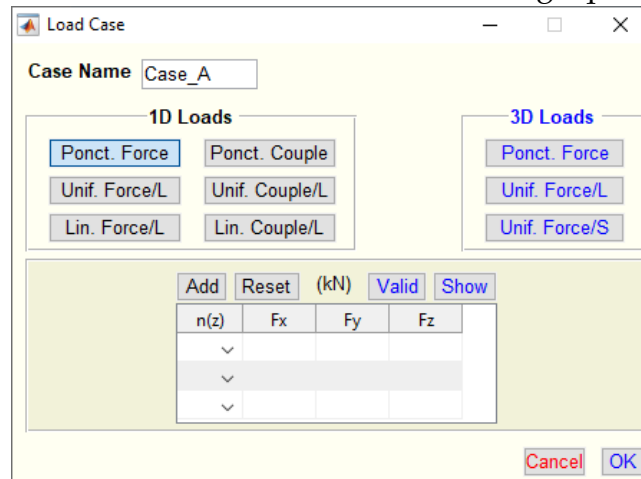 Load Case
Case Name Case_A
1D Loads 3D Loads
Ponct. Force Ponct. Couple Ponct. Force
Unif. Force/L Unif. Couple/L Unif. Force/L
Lin. Force/L Lin. Couple/L Unif. Force/S
Add Reset (kN) Valid Show
n(z) Fx Fy Fz
Cancel OK